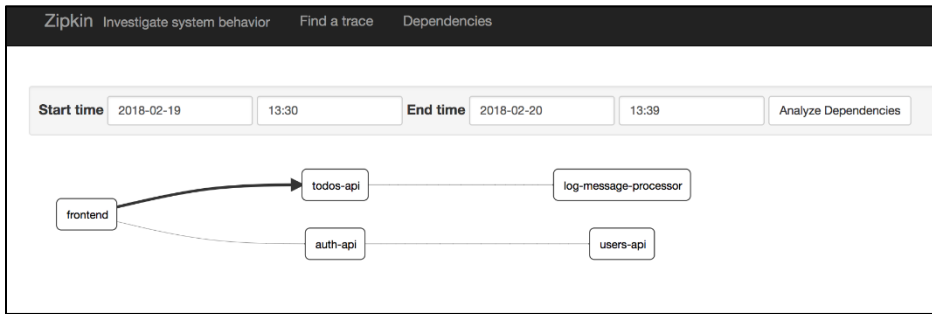 Zipkin Investigate system behavior Find a trace Dependencies
Start time 2018-02-19 13:30 End time 2018-02-20 13:39 Analyze Dependencies
todos-api log-message-processor
frontend
auth-api users-api